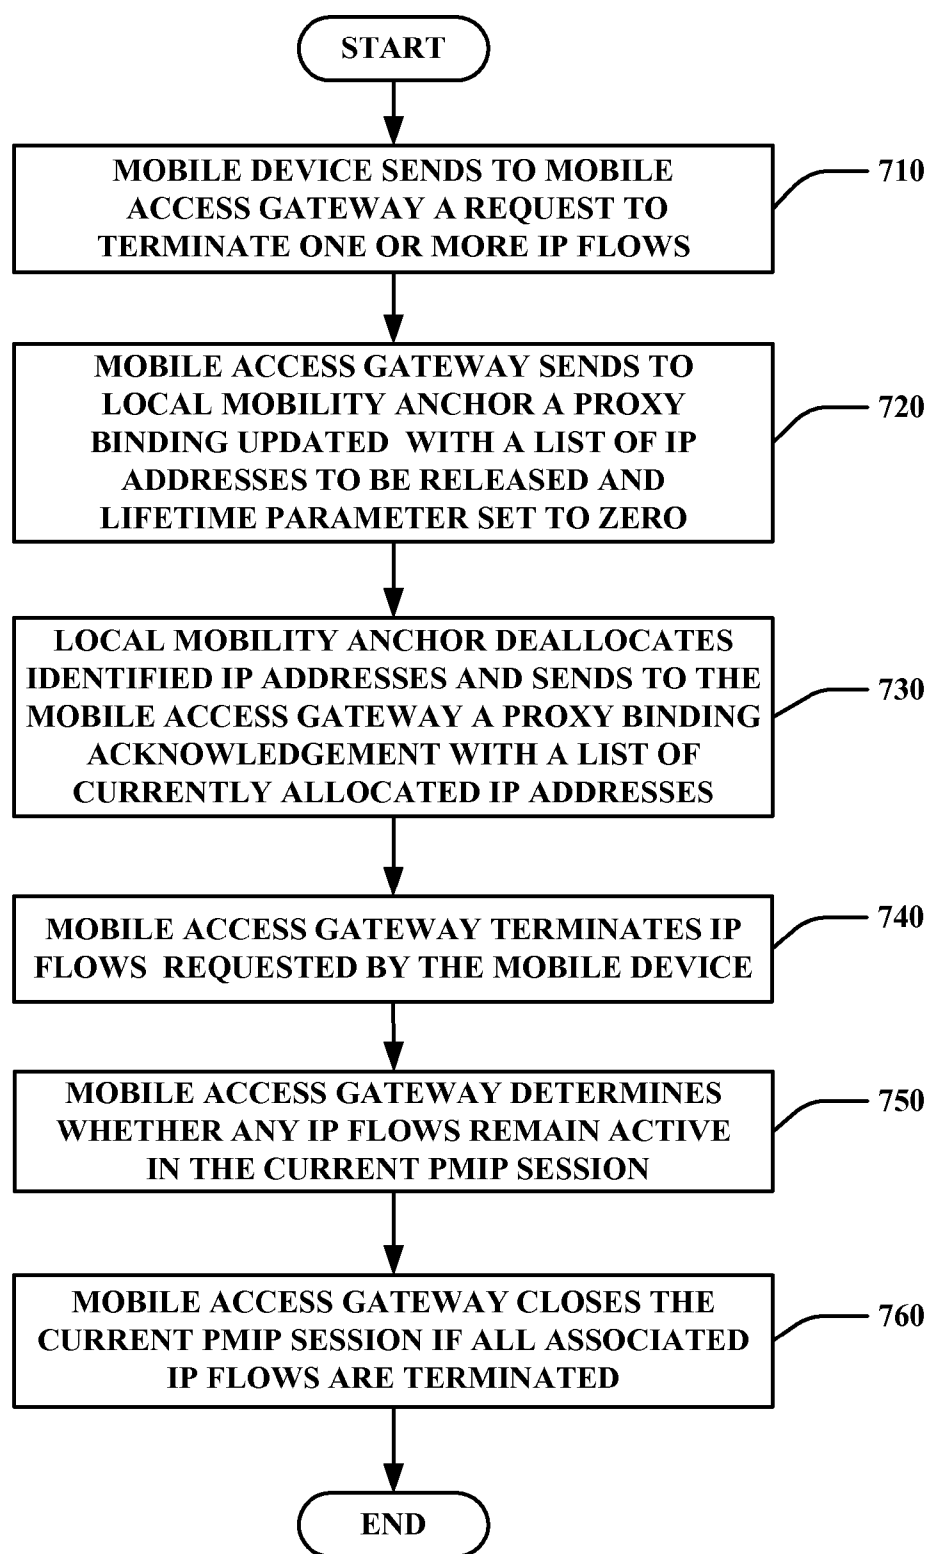 START
MOBILE DEVICE SENDS TO MOBILE
ACCESS GATEWAY A REQUEST TO
TERMINATE ONE OR MORE IP FLOWS
710
MOBILE ACCESS GATEWAY SENDS TO
LOCAL MOBILITY ANCHOR A PROXY
BINDING UPDATED WITH A LIST OF IP
ADDRESSES TO BE RELEASED AND
LIFETIME PARAMETER SET TO ZERO
720
LOCAL MOBILITY ANCHOR DEALLOCATES
IDENTIFIED IP ADDRESSES AND SENDS TO THE
MOBILE ACCESS GATEWAY A PROXY BINDING
ACKNOWLEDGEMENT WITH A LIST OF
CURRENTLY ALLOCATED IP ADDRESSES
730
MOBILE ACCESS GATEWAY TERMINATES IP
FLOWS REQUESTED BY THE MOBILE DEVICE
740
MOBILE ACCESS GATEWAY DETERMINES
WHETHER ANY IP FLOWS REMAIN ACTIVE
IN THE CURRENT PMIP SESSION
750
MOBILE ACCESS GATEWAY CLOSES THE
CURRENT PMIP SESSION IF ALL ASSOCIATED
IP FLOWS ARE TERMINATED
760
END